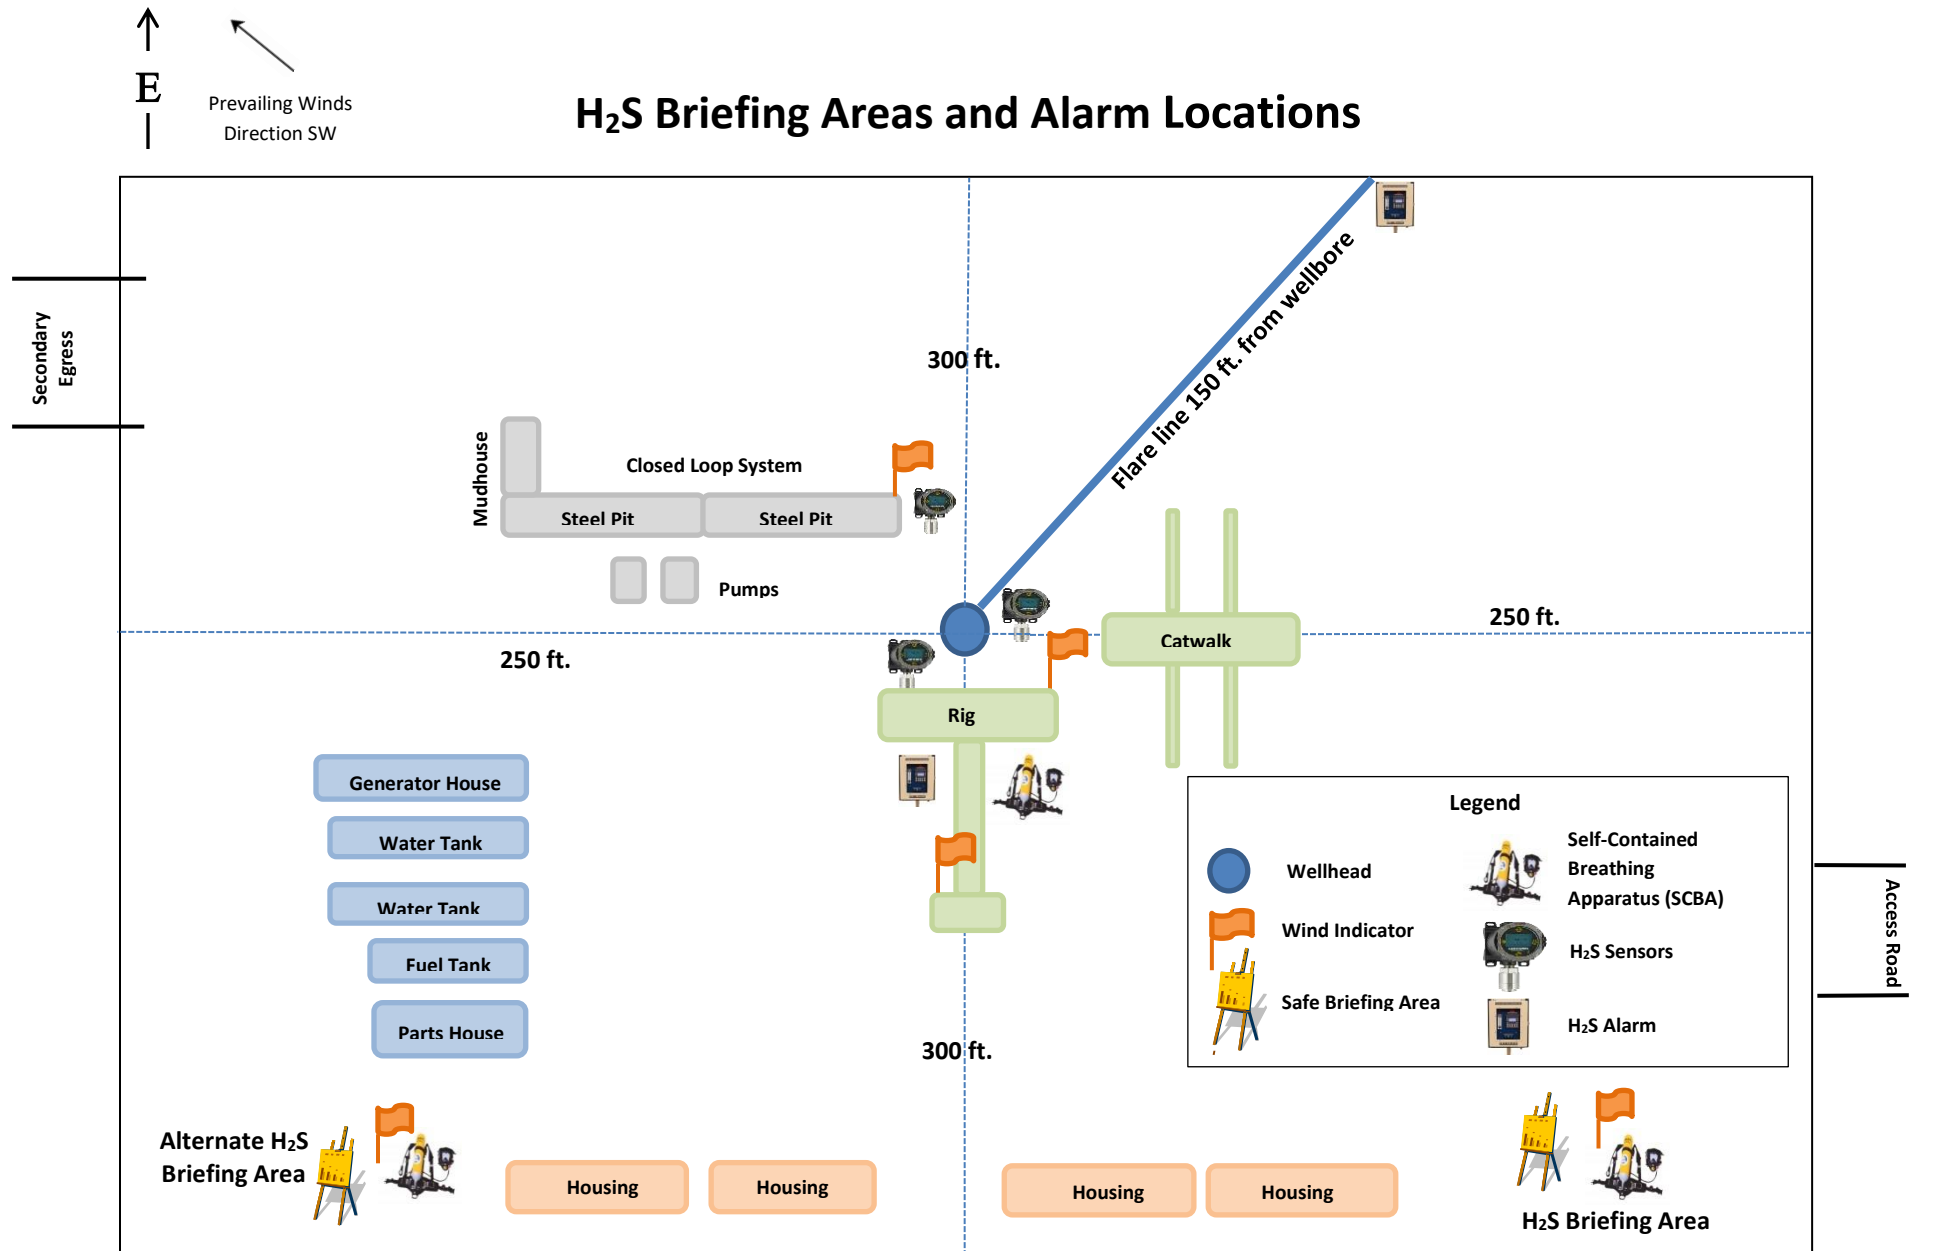 E
Prevailing Winds
Direction SW
H₂S Briefing Areas and Alarm Locations
Secondary
Egress
300 ft.
Flare line 150 ft. from wellbore
Mudhouse
Closed Loop System
Steel Pit
Steel Pit
Pumps
250 ft.
Catwalk
250 ft.
Rig
Generator House
Water Tank
Water Tank
Fuel Tank
Parts House
300 ft.
Legend
Wellhead
Wind Indicator
Safe Briefing Area
Self-Contained
Breathing
Apparatus (SCBA)
H₂S Sensors
H₂S Alarm
Access Road
Alternate H₂S
Briefing Area
Housing
Housing
Housing
Housing
H₂S Briefing Area